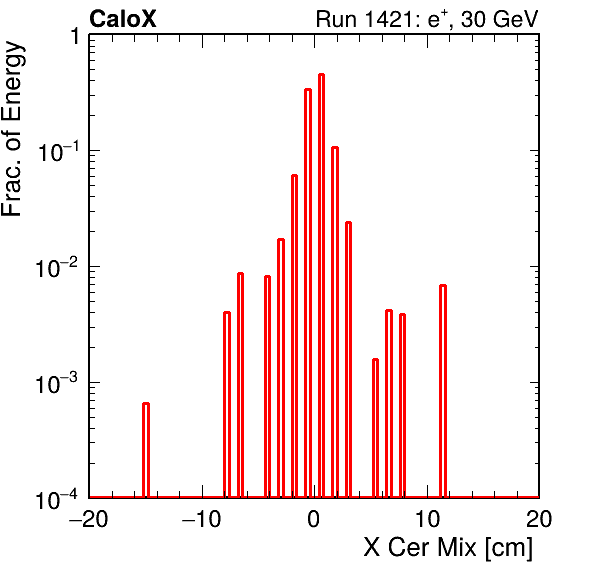 CaloX Run 1421: e⁺, 30 GeV
Frac. of Energy
1
10⁻¹
10⁻²
10⁻³
10⁻⁴
−20 −10 0 10 20
X Cer Mix [cm]